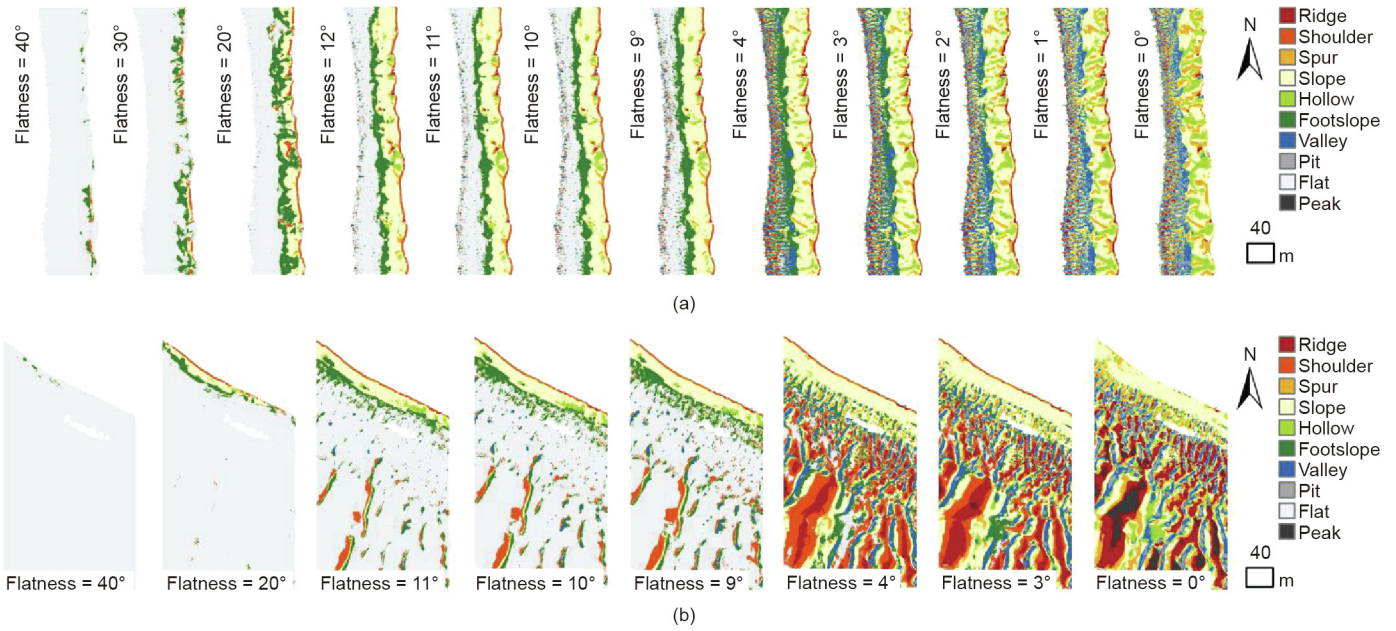 Flatness = 40°
Flatness = 30°
Flatness = 20°
Flatness = 12°
Flatness = 11°
Flatness = 10°
Flatness = 9°
Flatness = 4°
Flatness = 3°
Flatness = 2°
Flatness = 1°
Flatness = 0°
N
Ridge
Shoulder
Spur
Slope
Hollow
Footslope
Valley
Pit
Flat
Peak
40
m
(a)
N
Ridge
Shoulder
Spur
Slope
Hollow
Footslope
Valley
Pit
Flat
Peak
40
m
Flatness = 40°
Flatness = 20°
Flatness = 11°
Flatness = 10°
Flatness = 9°
Flatness = 4°
Flatness = 3°
Flatness = 0°
(b)